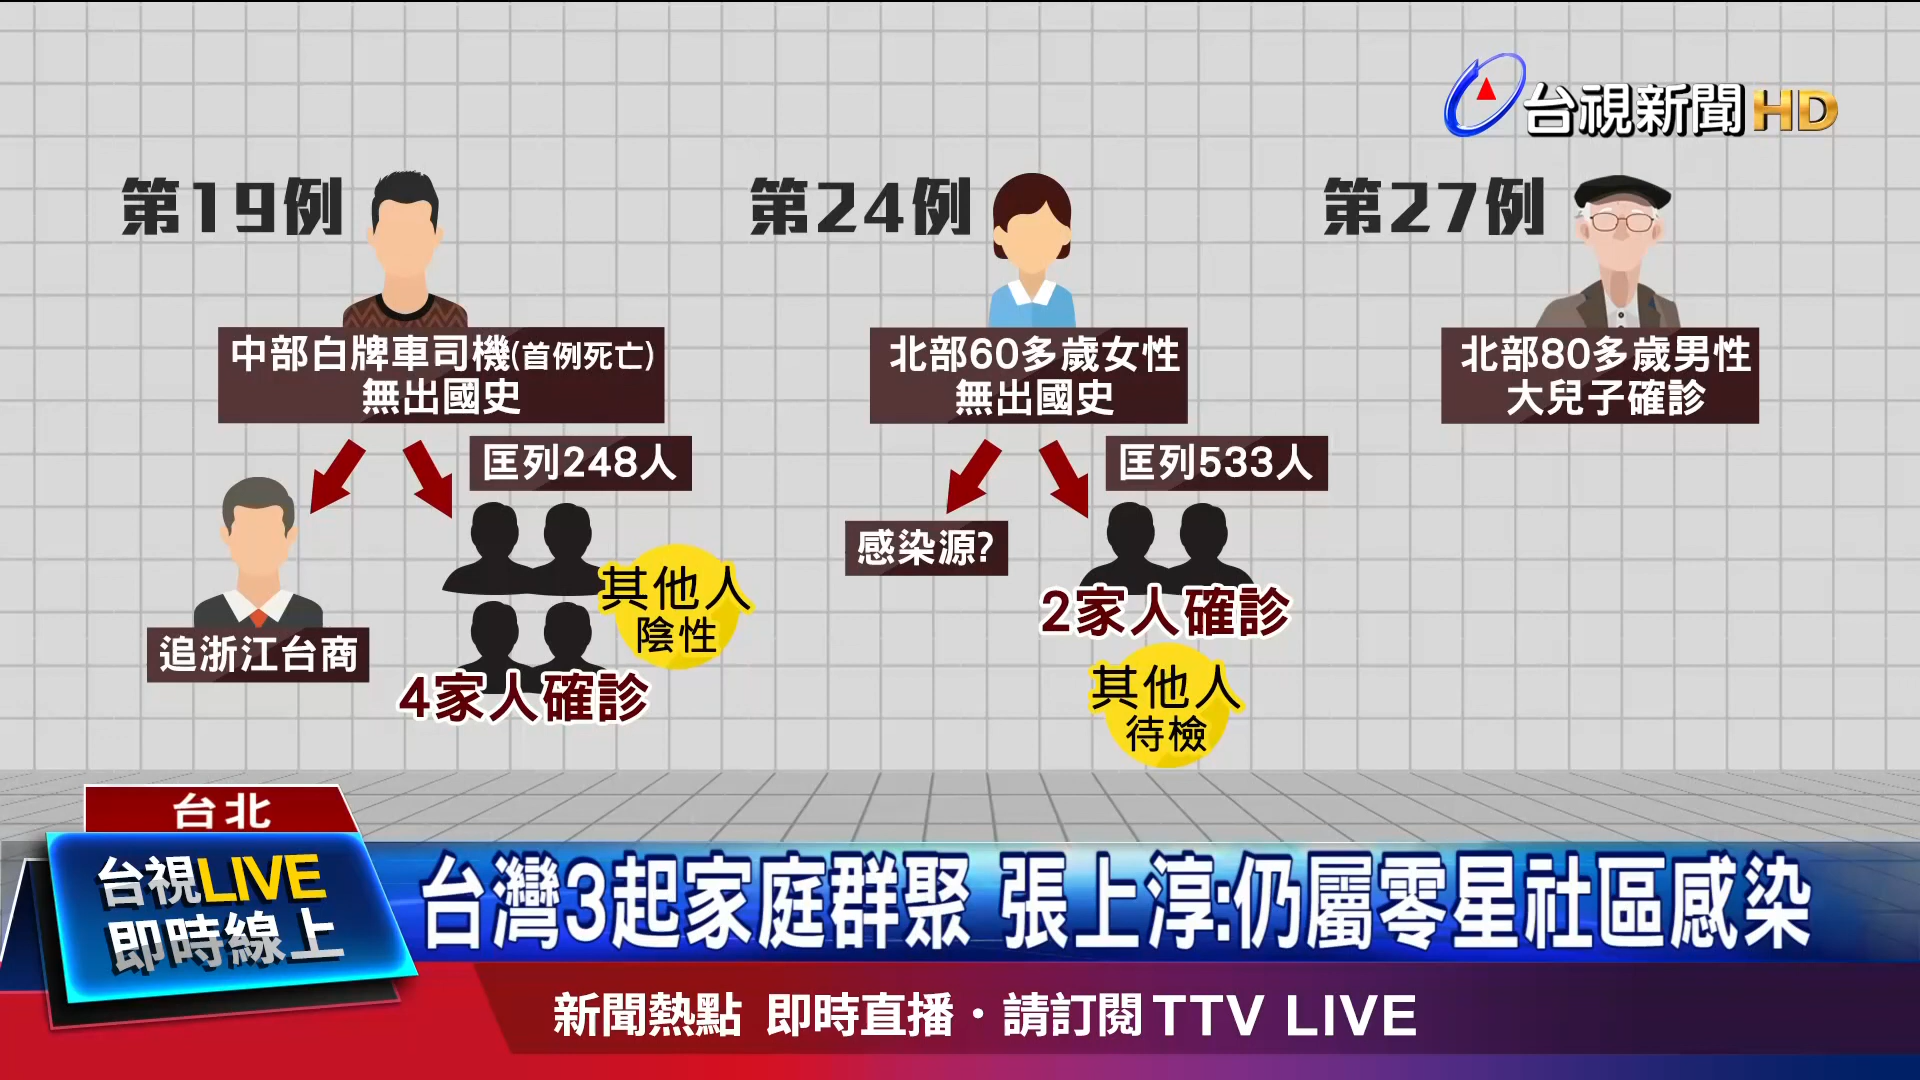 台視新聞HD
第19例
中部白牌車司機(首例死亡)
無出國史
匡列248人
追浙江台商
其他人
陰性
4家人確診
第24例
北部60多歲女性
無出國史
匡列533人
感染源?
2家人確診
其他人
待檢
第27例
北部80多歲男性
大兒子確診
台北
台視LIVE
即時線上
台灣3起家庭群聚 張上淳:仍屬零星社區感染
新聞熱點 即時直播・請訂閱TTV LIVE